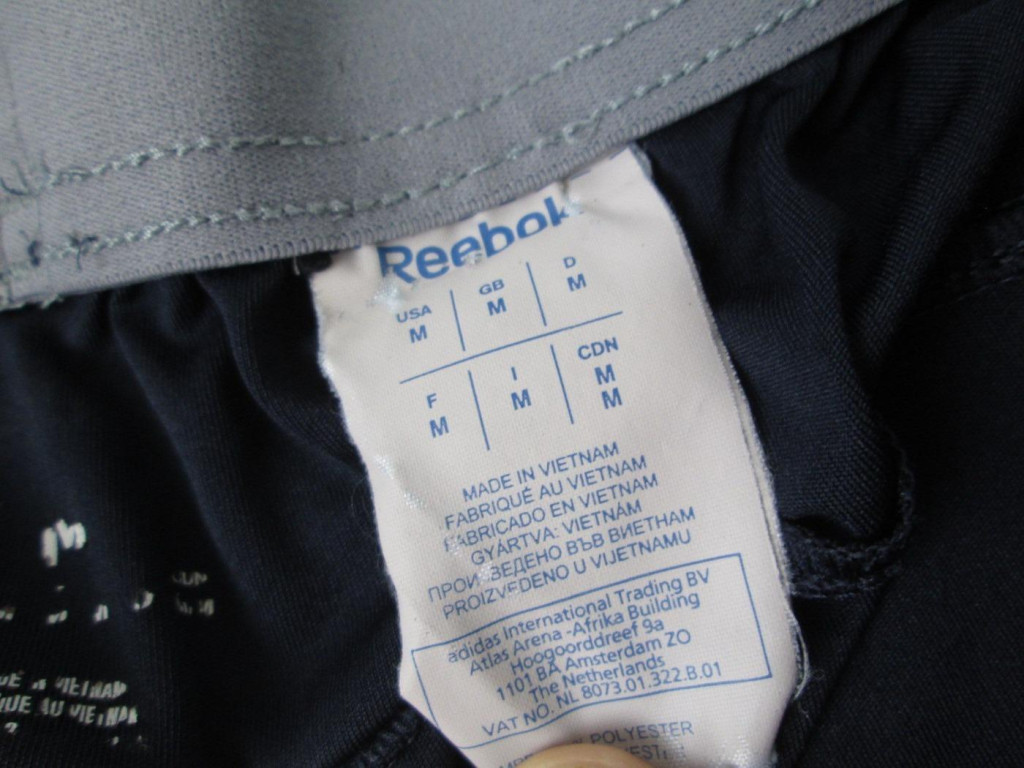 Reebok
USA GB D
M M M
F I CDN
M M M
M
MADE IN VIETNAM
FABRIQUÉ AU VIETNAM
FABRICADO EN VIETNAM
GYÁRTVA: VIETNÁM
ПРОИЗВЕДЕНО ВЪВ ВИЕТНАМ
PROIZVEDENO U VIJETNAMU
adidas International Trading BV
Atlas Arena -Afrika Building
Hoogoorddreef 9a
1101 BA Amsterdam ZO
The Netherlands
VAT NO. NL 8073.01.322.B.01
POLYESTER